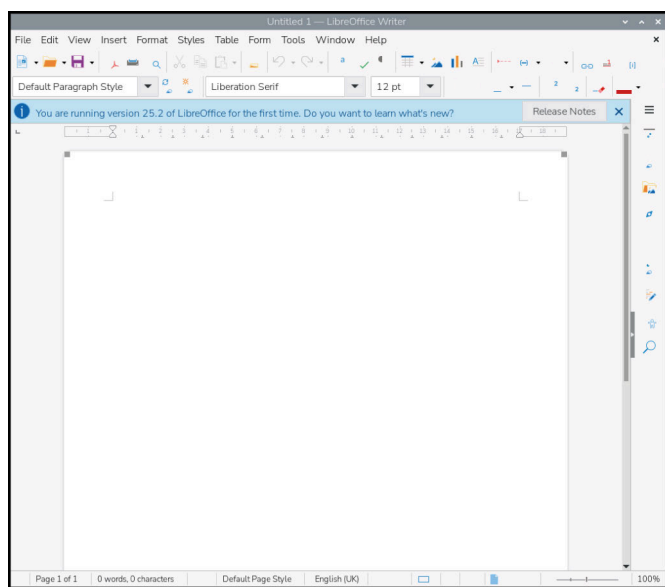 Untitled 1 — LibreOffice Writer
File Edit View Insert Format Styles Table Form Tools Window Help
Default Paragraph Style Liberation Serif 12 pt
You are running version 25.2 of LibreOffice for the first time. Do you want to learn what's new? Release Notes
Page 1 of 1 0 words, 0 characters Default Page Style English (UK) 100%